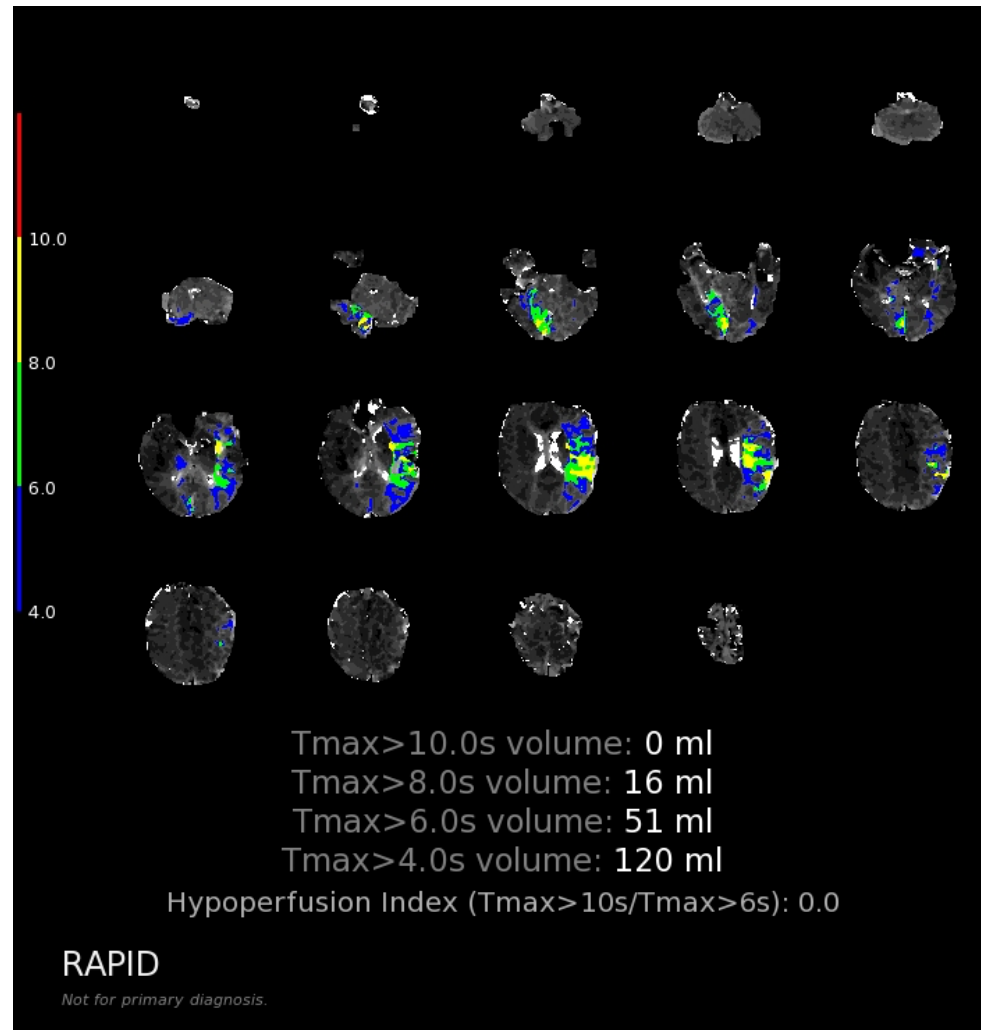 10.0
8.0
6.0
4.0
Tmax>10.0s volume: 0 ml
Tmax>8.0s volume: 16 ml
Tmax>6.0s volume: 51 ml
Tmax>4.0s volume: 120 ml
Hypoperfusion Index (Tmax>10s/Tmax>6s): 0.0
RAPID
Not for primary diagnosis.